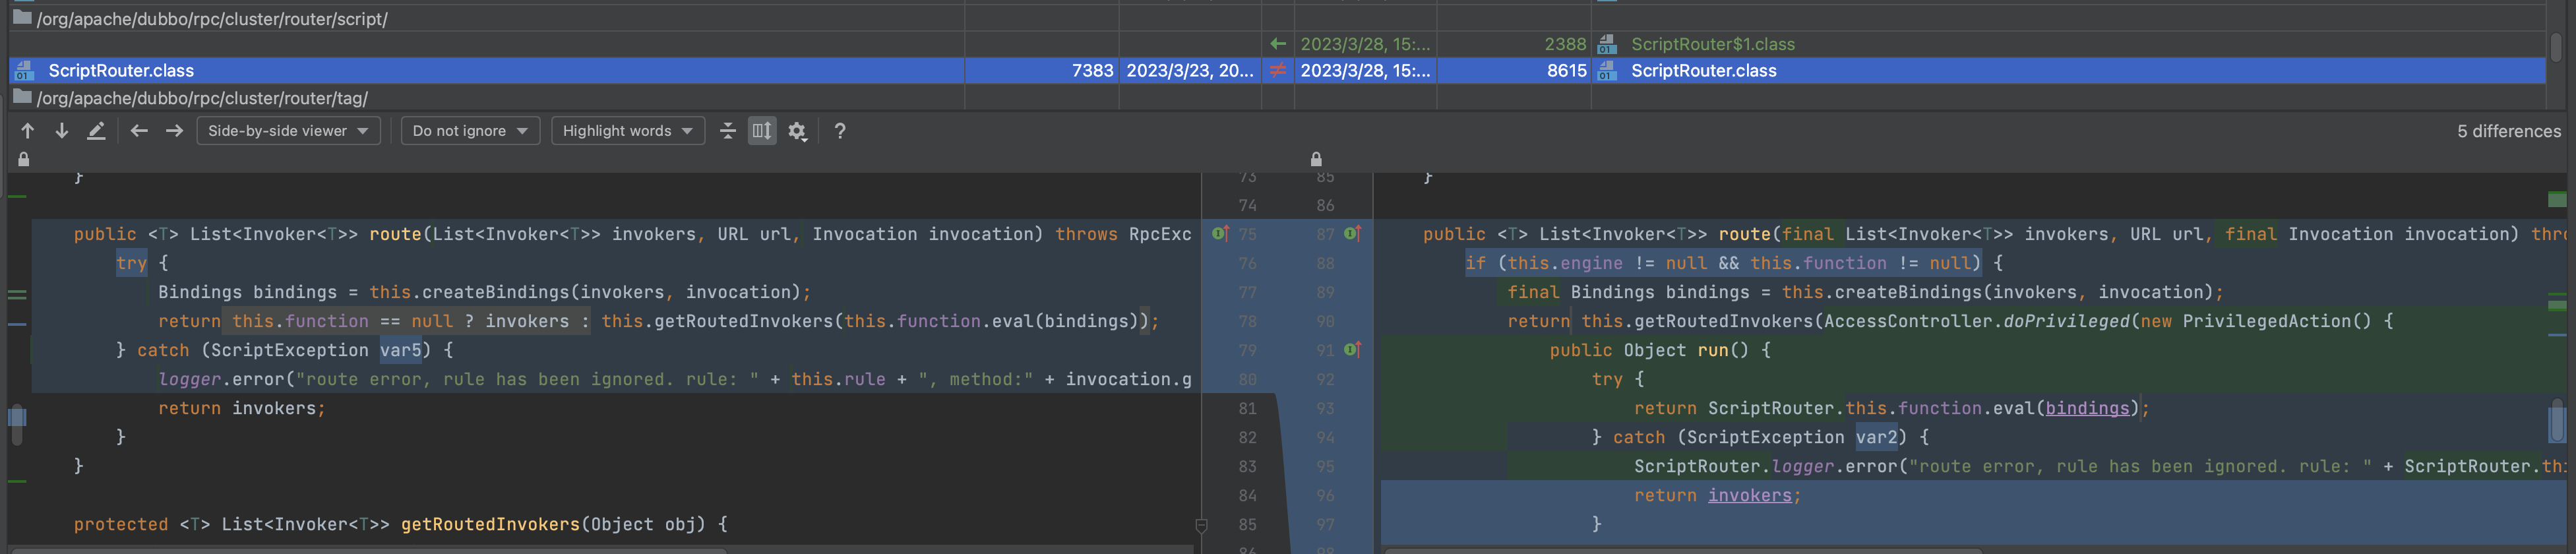 /org/apache/dubbo/rpc/cluster/router/script/
2023/3/28, 15:... 2388 ScriptRouter$1.class
ScriptRouter.class 7383 2023/3/23, 20... 2023/3/28, 15:... 8615 ScriptRouter.class
/org/apache/dubbo/rpc/cluster/router/tag/
Side-by-side viewer Do not ignore Highlight words ? 5 differences
} 73 85 }
74 86
public <T> List<Invoker<T>> route(List<Invoker<T>> invokers, URL url, Invocation invocation) throws RpcExc 75 87 public <T> List<Invoker<T>> route(final List<Invoker<T>> invokers, URL url, final Invocation invocation) thr
try { 76 88 if (this.engine != null && this.function != null) {
Bindings bindings = this.createBindings(invokers, invocation); 77 89 final Bindings bindings = this.createBindings(invokers, invocation);
return this.function == null ? invokers : this.getRoutedInvokers(this.function.eval(bindings)); 78 90 return this.getRoutedInvokers(AccessController.doPrivileged(new PrivilegedAction() {
} catch (ScriptException var5) { 79 91 public Object run() {
logger.error("route error, rule has been ignored. rule: " + this.rule + ", method:" + invocation.g 80 92 try {
return invokers; 81 93 return ScriptRouter.this.function.eval(bindings);
} 82 94 } catch (ScriptException var2) {
} 83 95 ScriptRouter.logger.error("route error, rule has been ignored. rule: " + ScriptRouter.thi
84 96 return invokers;
protected <T> List<Invoker<T>> getRoutedInvokers(Object obj) { 85 97 }